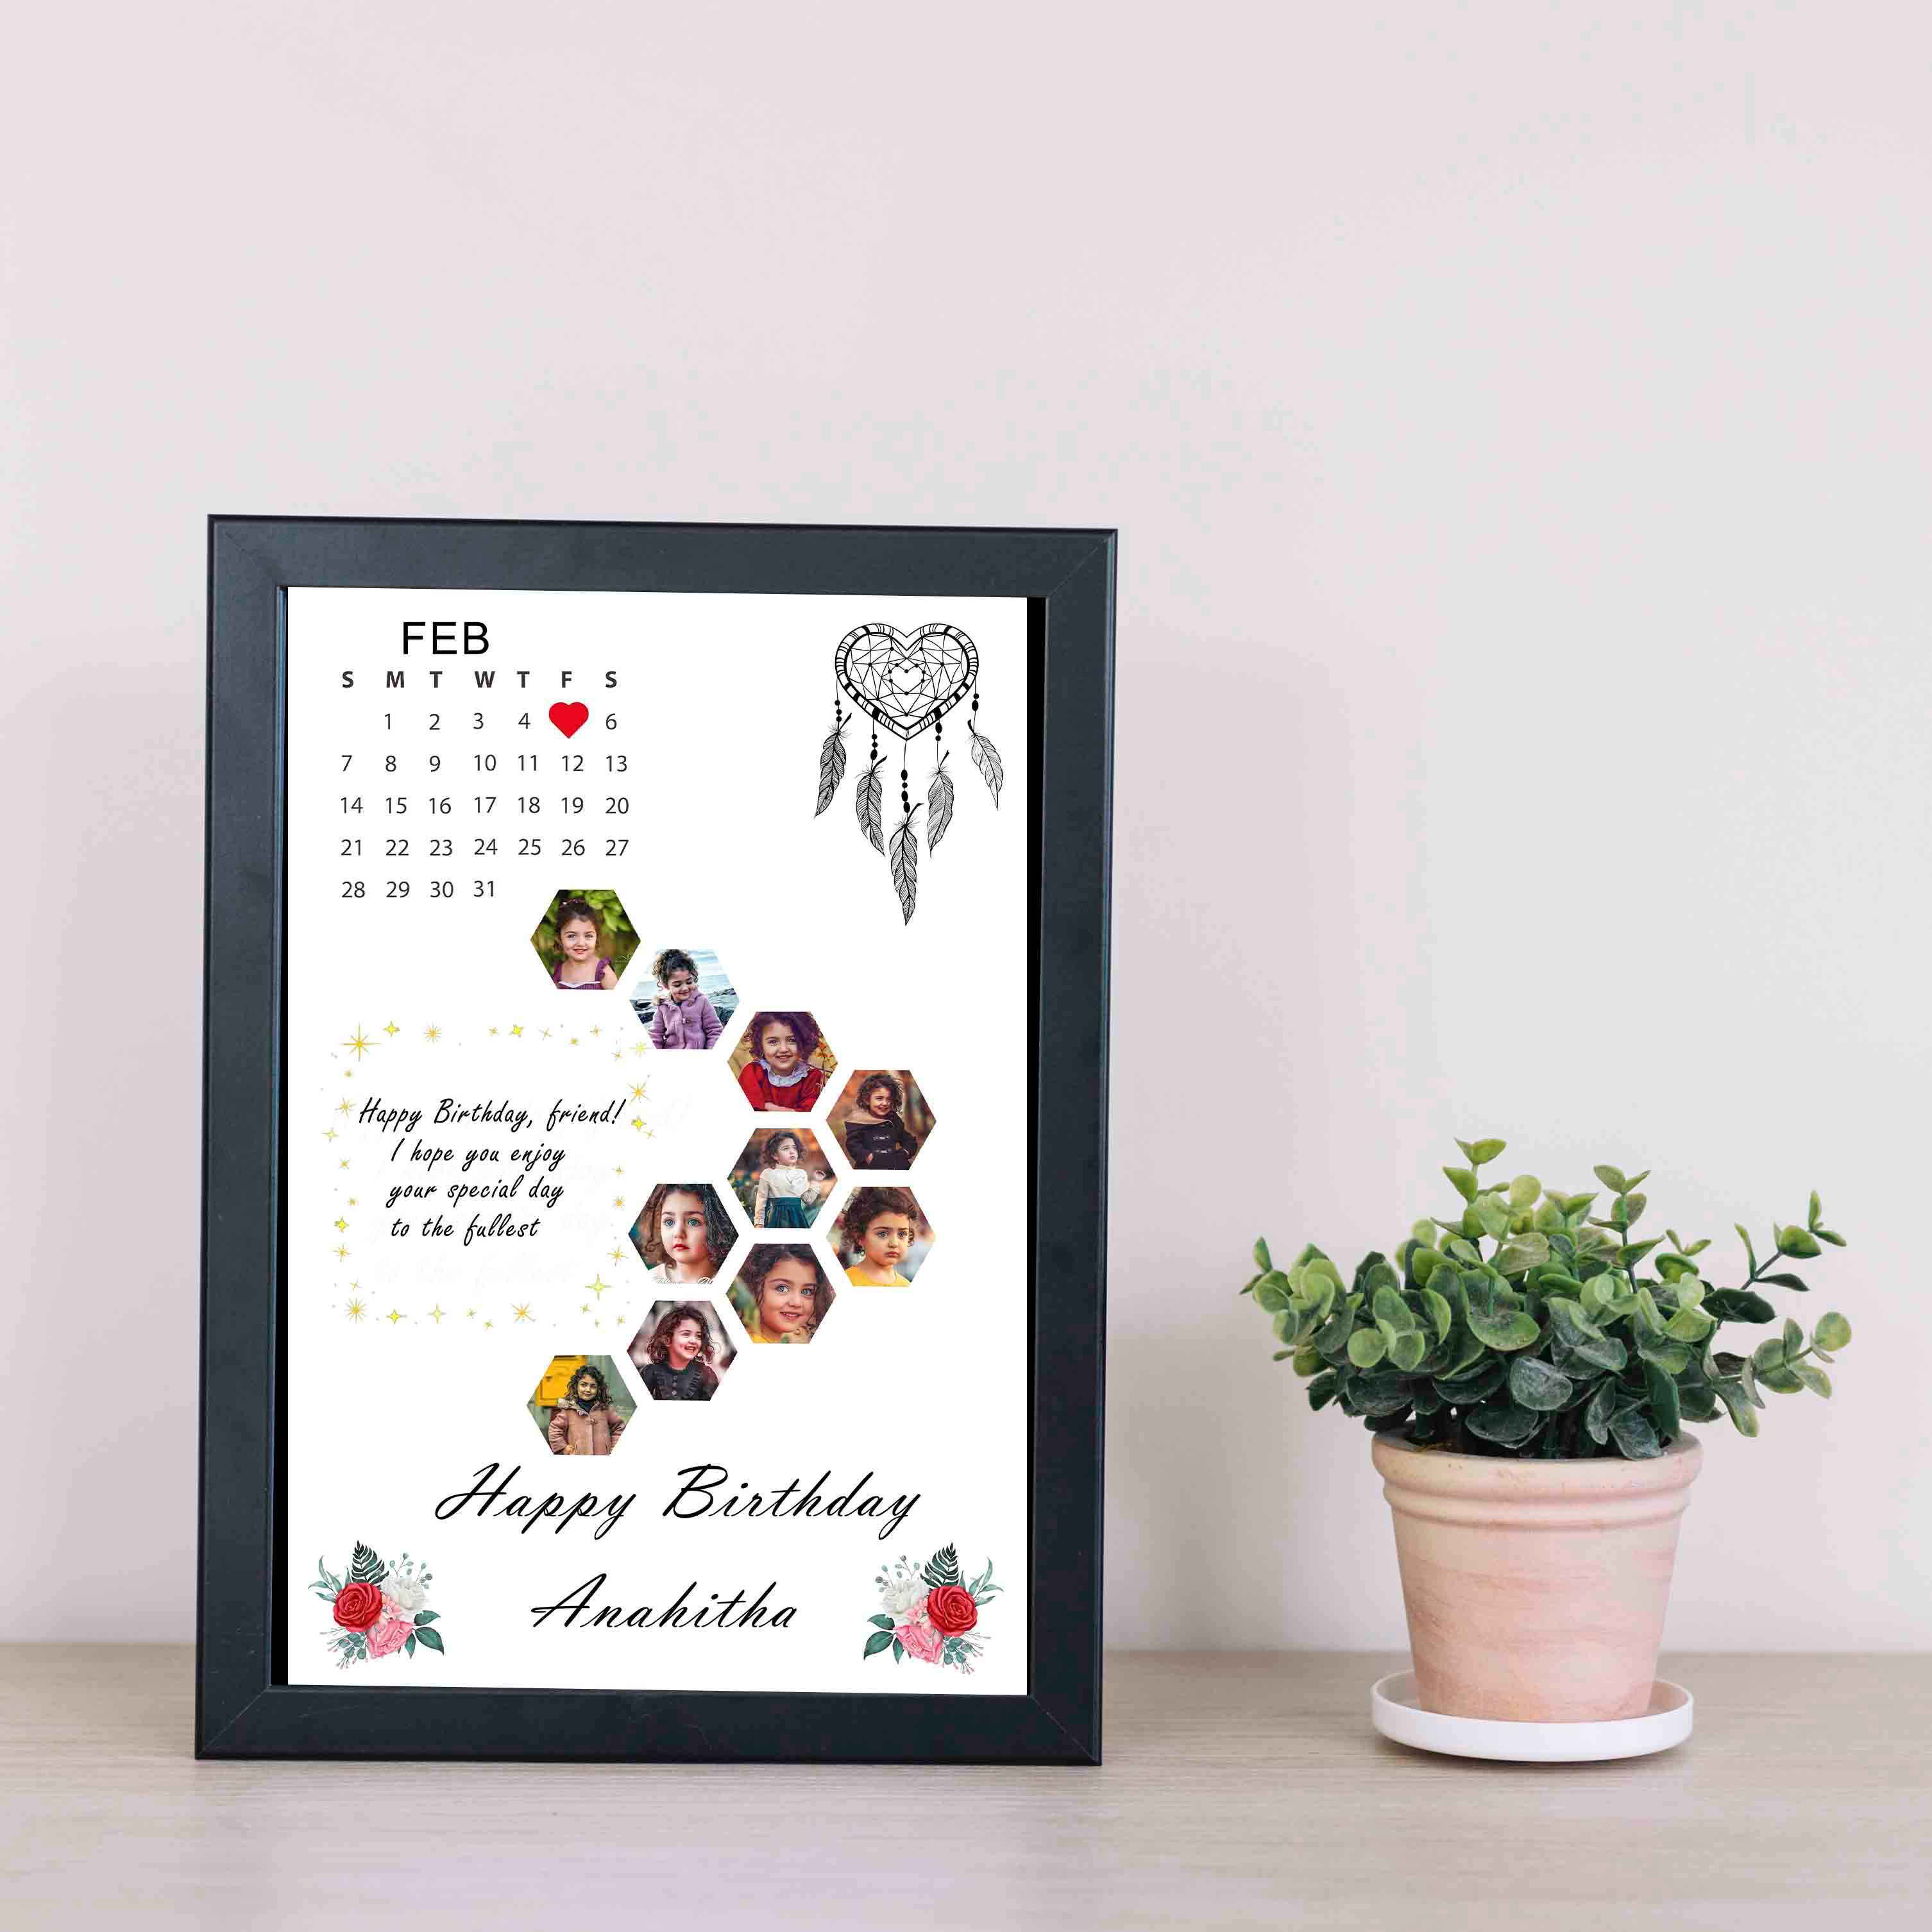 FEB
S M T W T F S
1 2 3 4 6
7 8 9 10 11 12 13
14 15 16 17 18 19 20
21 22 23 24 25 26 27
28 29 30 31
Happy Birthday, friend!
I hope you enjoy
your special day
to the fullest
Happy Birthday
Anahitha